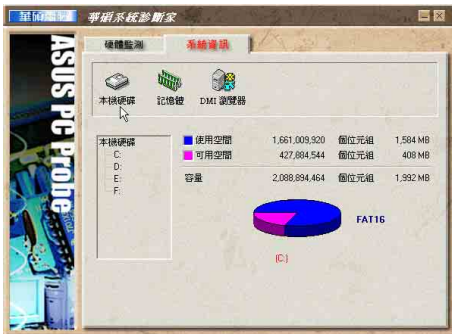 華碩電腦
華碩系統診斷家
硬體監測
系統資訊
ASUS PC Probe
本機硬碟
記憶體
DMI 瀏覽器
本機硬碟
C:
D:
E:
F:
使用空間 1,661,009,920 個位元組 1,584 MB
可用空間 427,884,544 個位元組 408 MB
容量 2,088,894,464 個位元組 1,992 MB
FAT16
(C:)